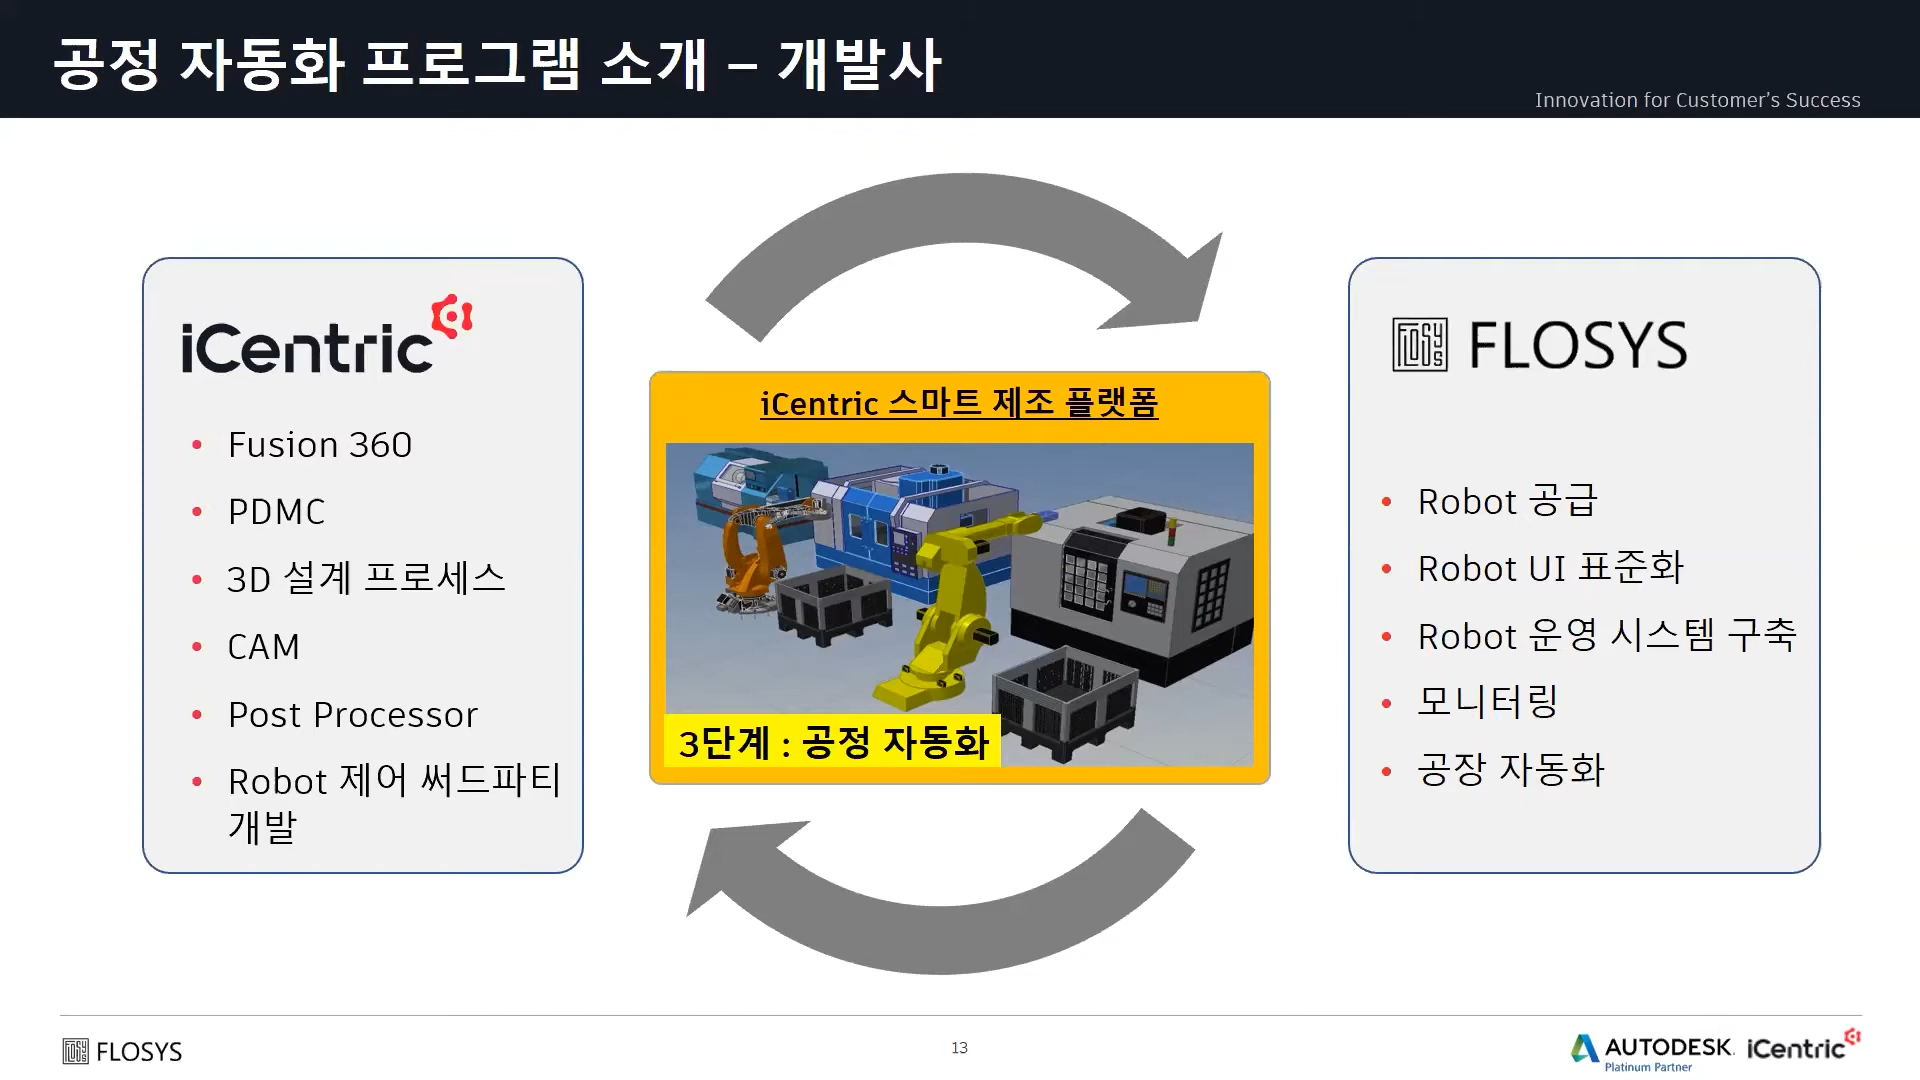 공정 자동화 프로그램 소개 – 개발사
Innovation for Customer's Success
iCentric
• Fusion 360
• PDMC
• 3D 설계 프로세스
• CAM
• Post Processor
• Robot 제어 써드파티
개발
iCentric 스마트 제조 플랫폼
3단계 : 공정 자동화
FLOSYS
FLOSYS
• Robot 공급
• Robot UI 표준화
• Robot 운영 시스템 구축
• 모니터링
• 공장 자동화
FLOSYS
FLOSYS
13
AUTODESK.
Platinum Partner
iCentric